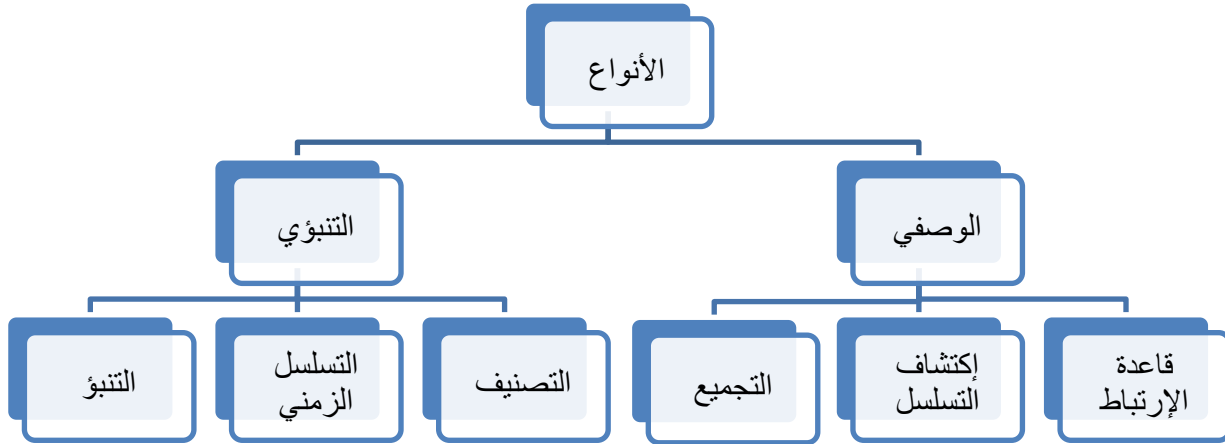 الأنواع
الوصفي
التنبؤي
قاعدة
الإرتباط
إكتشاف
التسلسل
التجميع
التصنيف
التسلسل
الزمني
التنبؤ